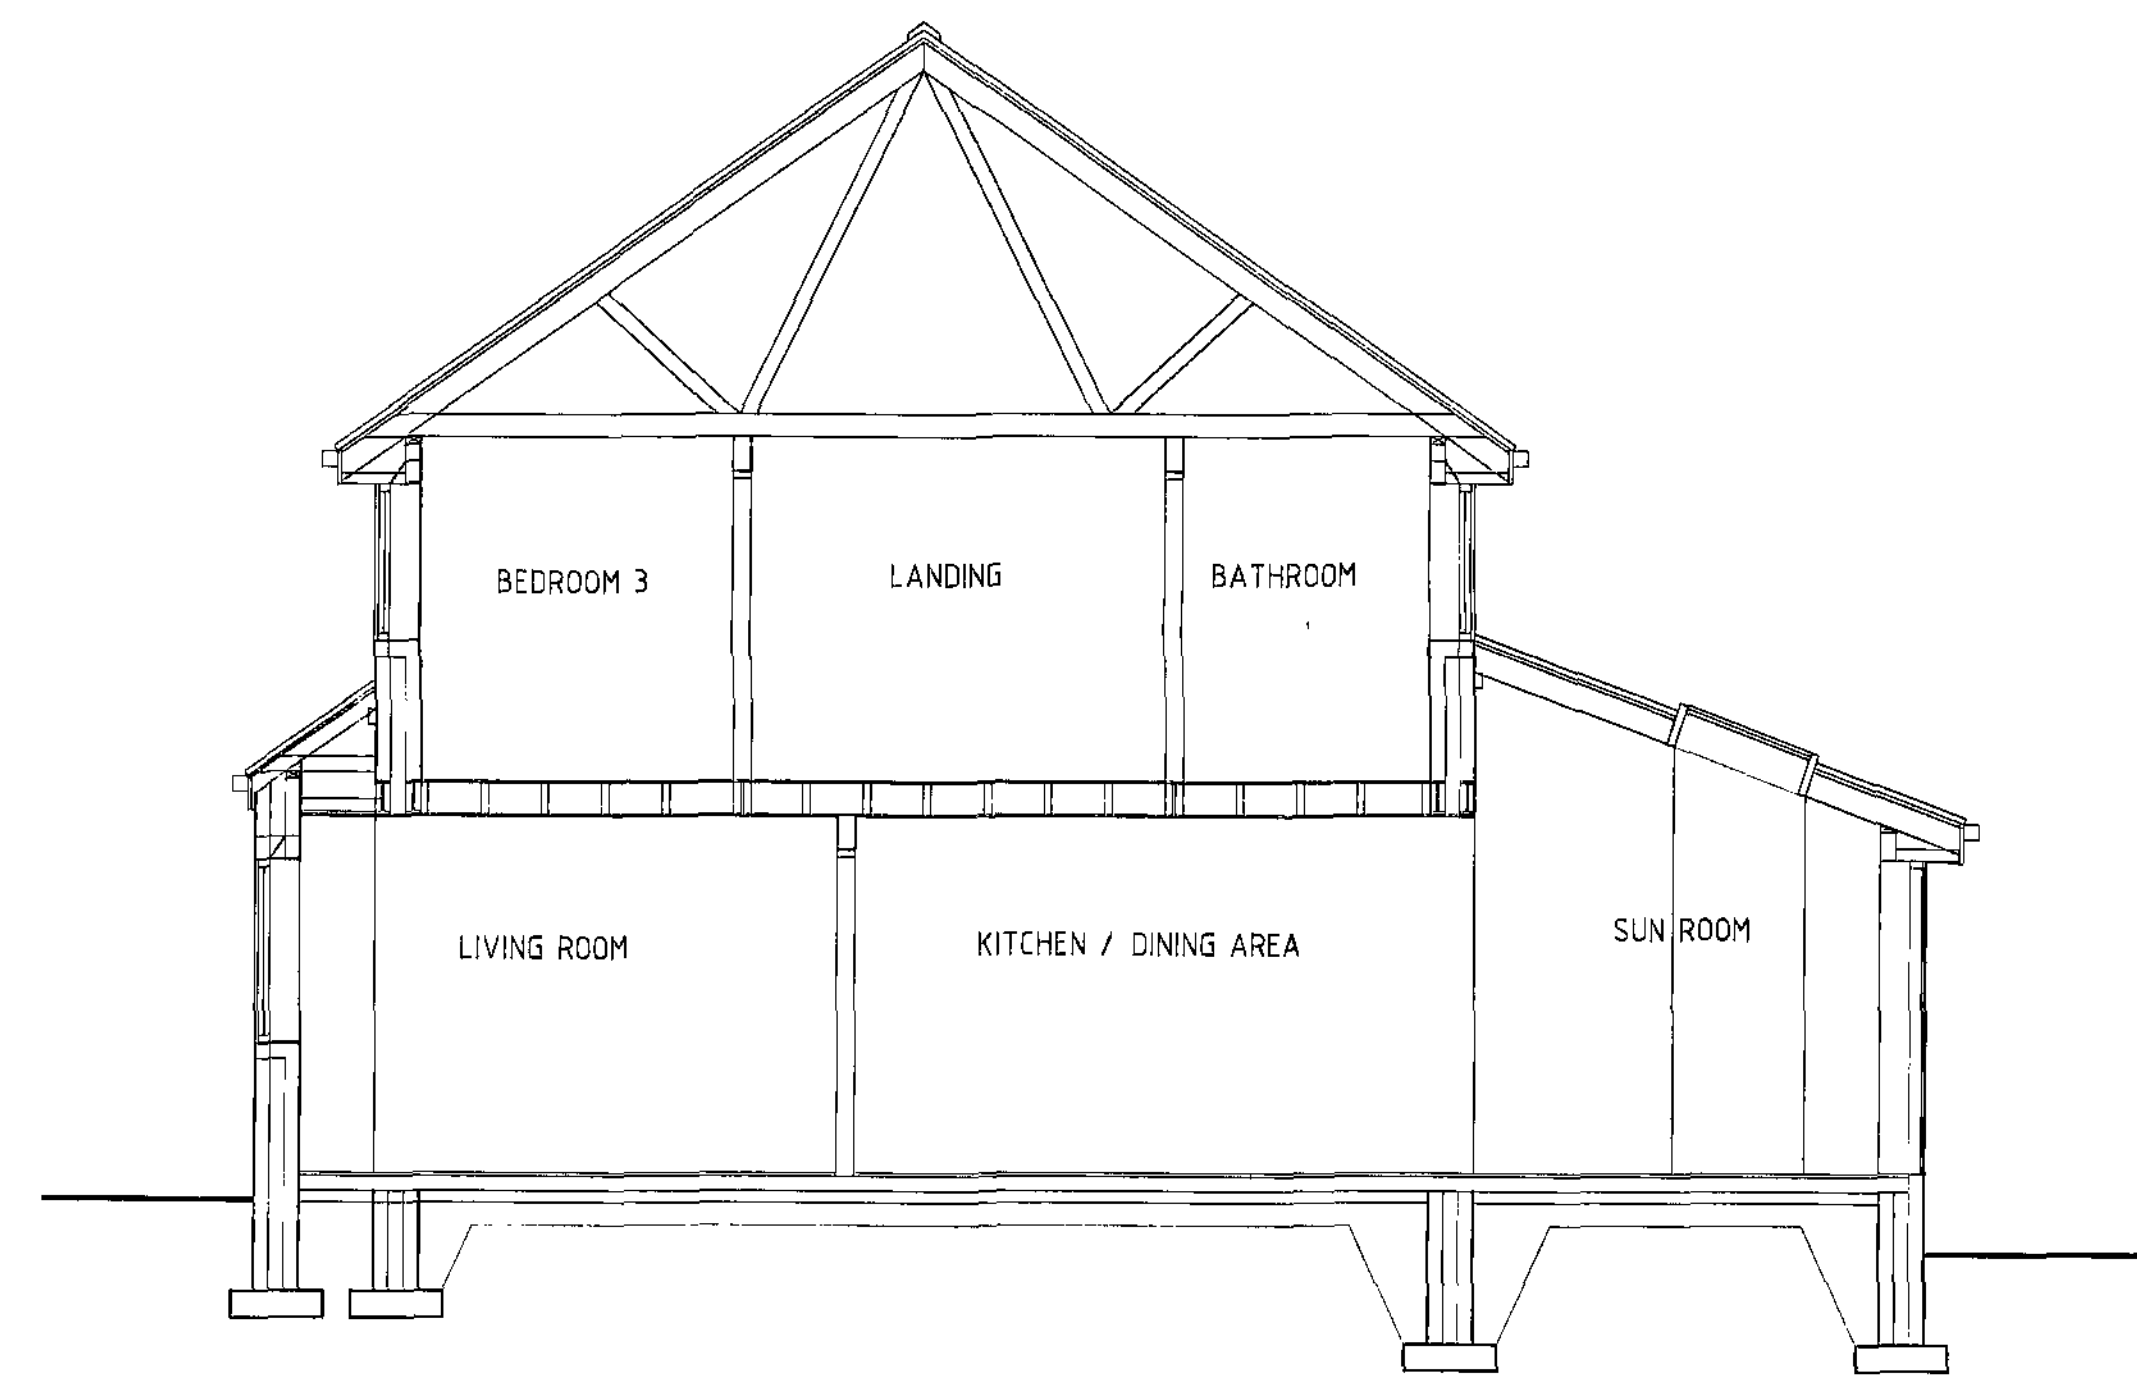 BEDROOM 3
LANDING
BATHROOM
LIVING ROOM
KITCHEN / DINING AREA
SUN ROOM